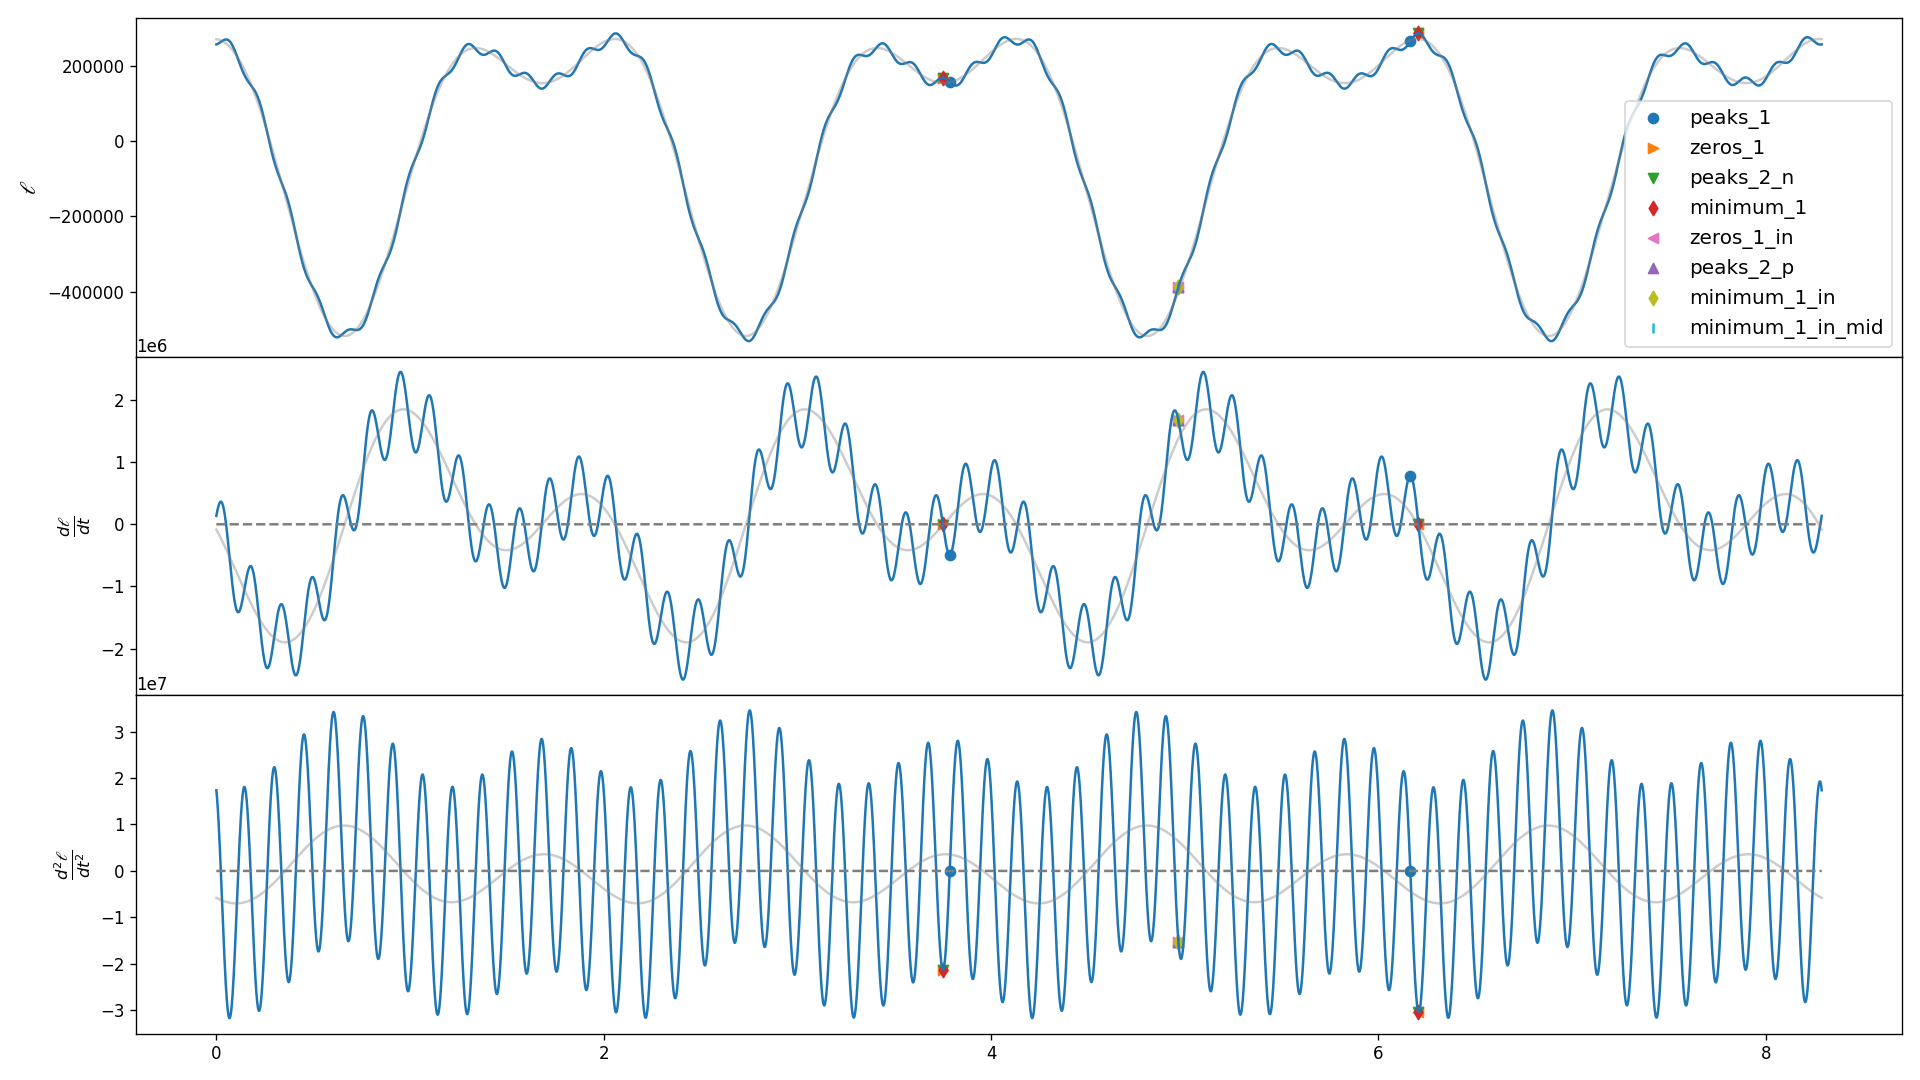 200000
0
−200000
−400000
ℓ
peaks_1
zeros_1
peaks_2_n
minimum_1
zeros_1_in
peaks_2_p
minimum_1_in
minimum_1_in_mid
1e6
2
1
0
−1
−2
dℓ
dt
1e7
3
2
1
0
−1
−2
−3
d²ℓ
dt²
0 2 4 6 8